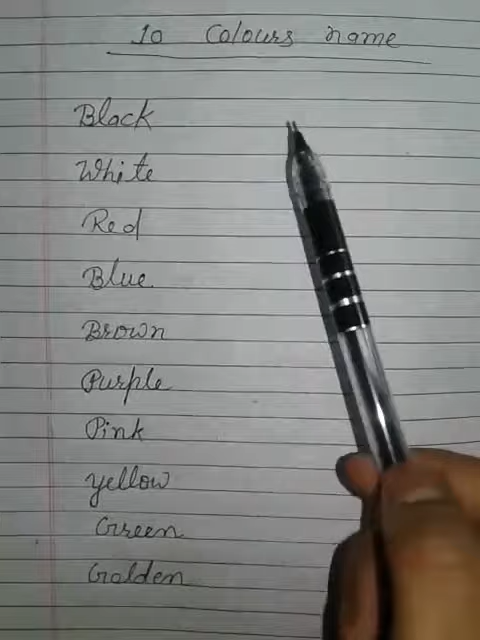 10 Colours name
Black
White
Red
Blue
Brown
Purple
Pink
yellow
Green
Golden